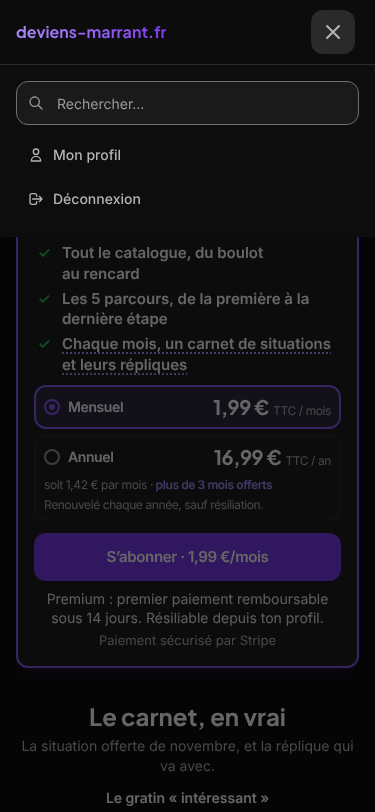 deviens-marrant.fr
Rechercher...
Mon profil
Déconnexion
Tout le catalogue, du boulot
au rencard
Les 5 parcours, de la première à la
dernière étape
Chaque mois, un carnet de situations
et leurs répliques
Mensuel 1,99 € TTC / mois
Annuel 16,99 € TTC / an
soit 1,42 € par mois · plus de 3 mois offerts
Renouvelé chaque année, sauf résiliation.
S'abonner · 1,99 €/mois
Premium : premier paiement remboursable
sous 14 jours. Résiliable depuis ton profil.
Paiement sécurisé par Stripe
Le carnet, en vrai
La situation offerte de novembre, et la réplique qui
va avec.
Le gratin « intéressant »